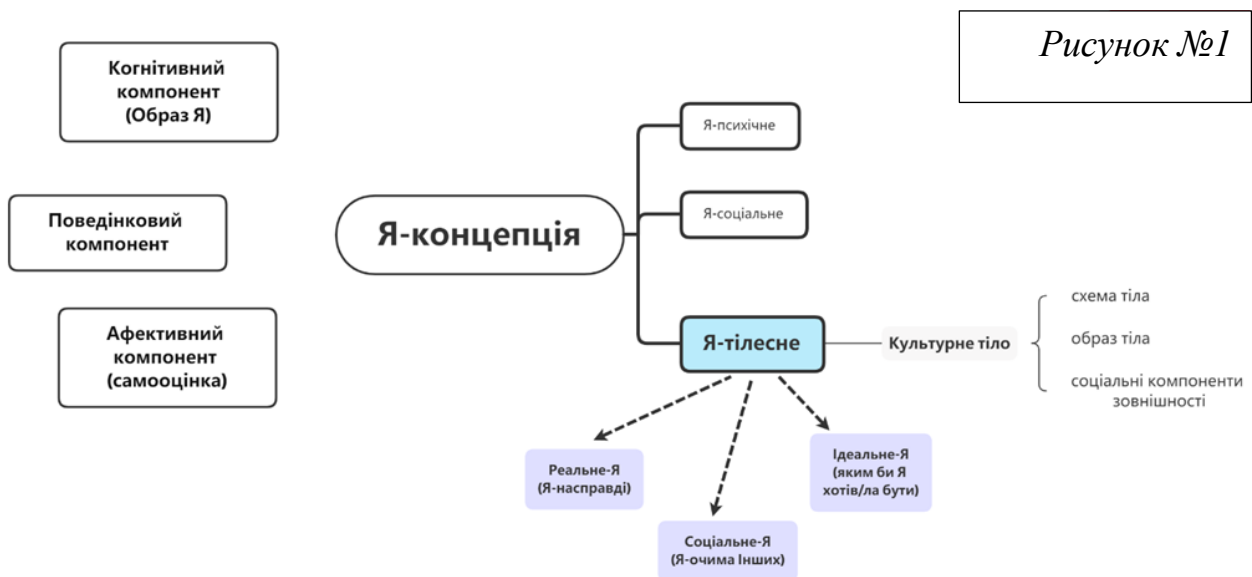 Рисунок №1
Когнітивний
компонент
(Образ Я)
Поведінковий
компонент
Афективний
компонент
(самооцінка)
Я-концепція
Я-психічне
Я-соціальне
Я-тілесне
Культурне тіло
схема тіла
образ тіла
соціальні компоненти
зовнішності
Реальне-Я
(Я-насправді)
Соціальне-Я
(Я-очима Інших)
Ідеальне-Я
(яким би Я
хотів/ла бути)